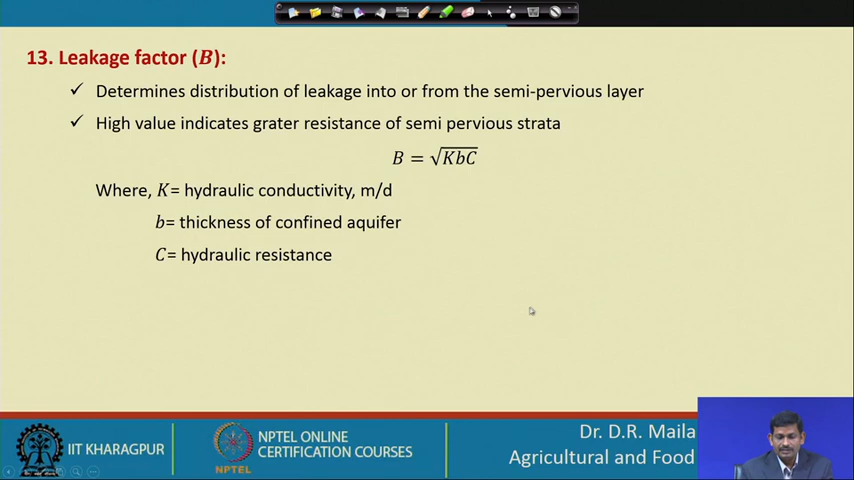 13. Leakage factor (B):
✓ Determines distribution of leakage into or from the semi-pervious layer
✓ High value indicates grater resistance of semi pervious strata
B = √KbC
Where, K= hydraulic conductivity, m/d
b= thickness of confined aquifer
C= hydraulic resistance
IIT KHARAGPUR
NPTEL
NPTEL ONLINE
CERTIFICATION COURSES
Dr. D.R. Maila
Agricultural and Food